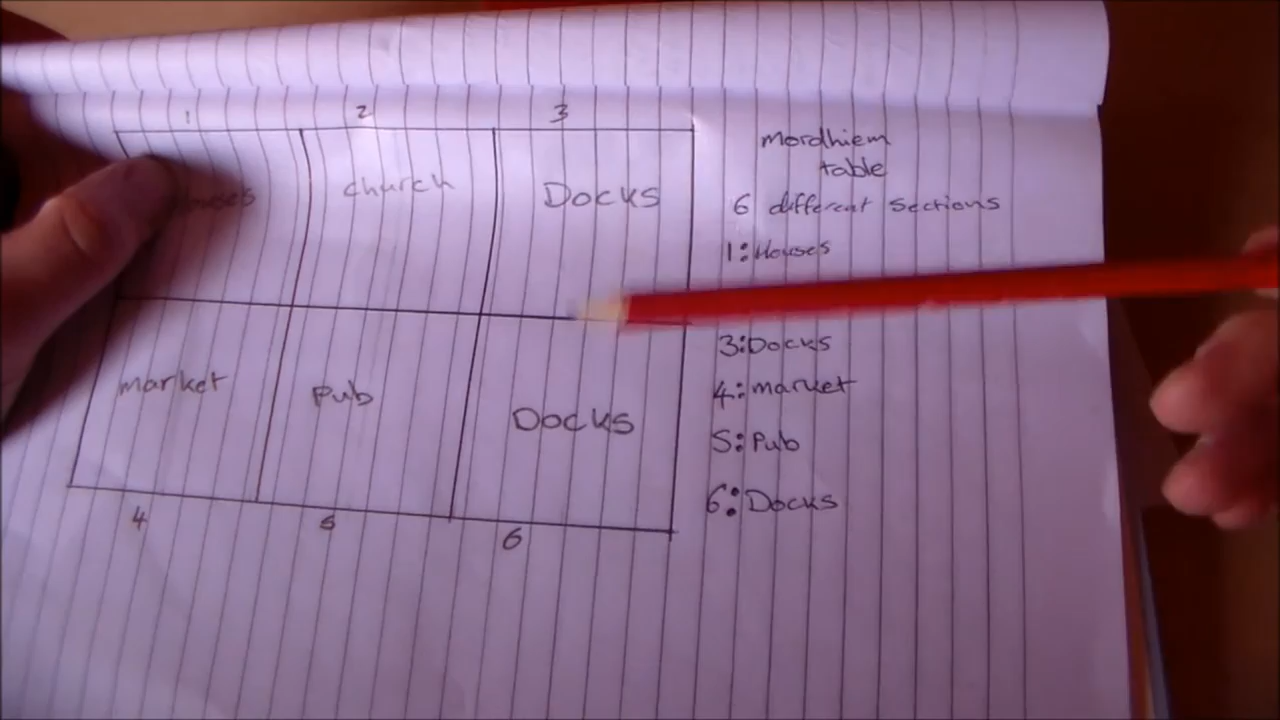 1 2 3
church Docks
market Pub Docks
4 5 6
mordhiem
table
6 different sections
1: Houses
3: Docks
4: market
5: Pub
6: Docks